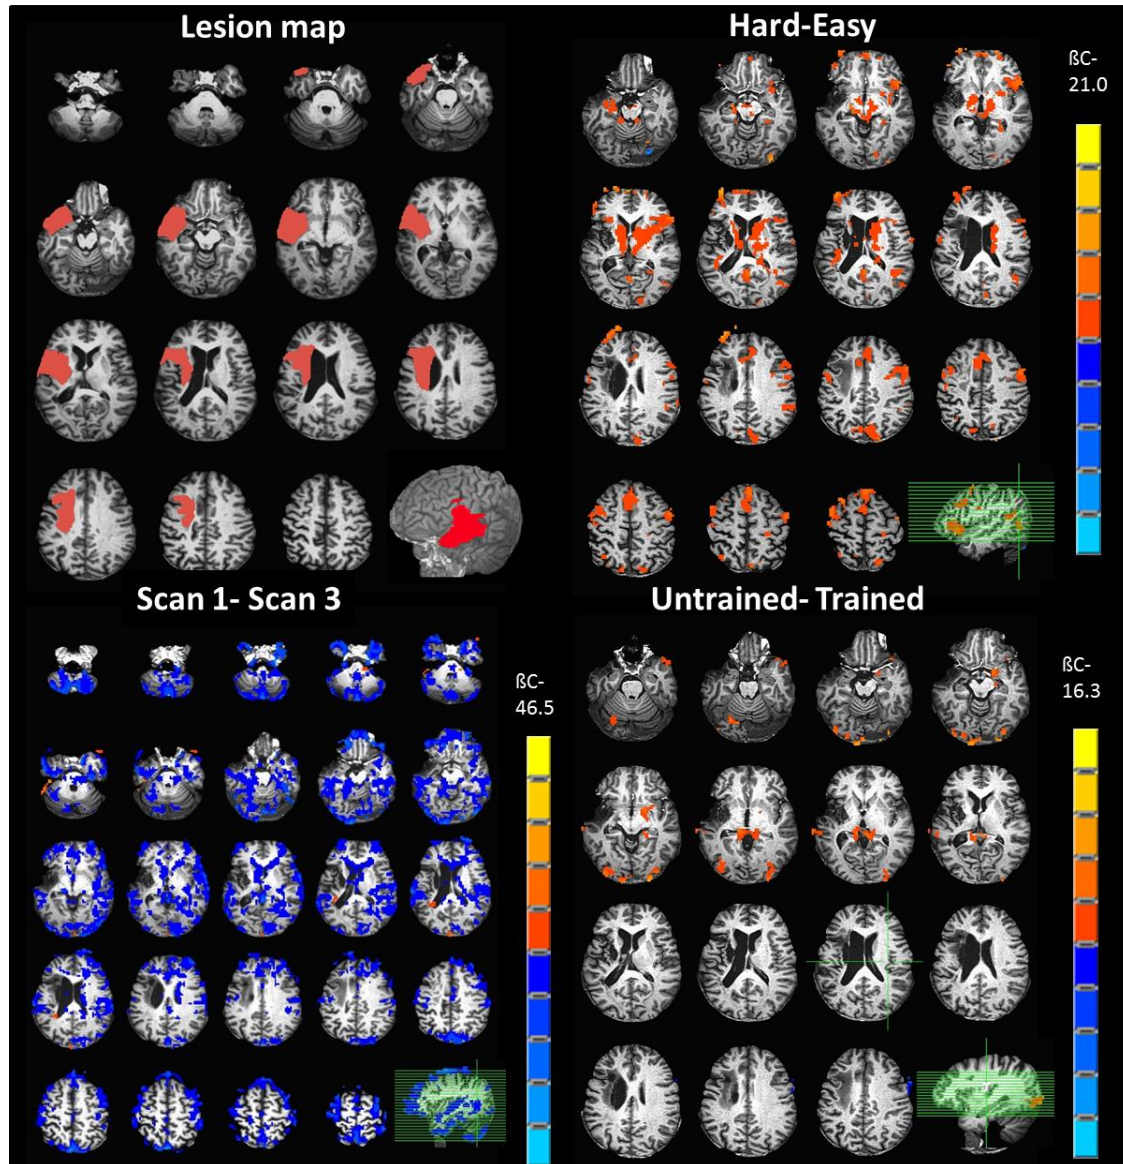 Lesion map
Hard-Easy
ßC-
21.0
Scan 1- Scan 3
Untrained- Trained
ßC-
46.5
ßC-
16.3